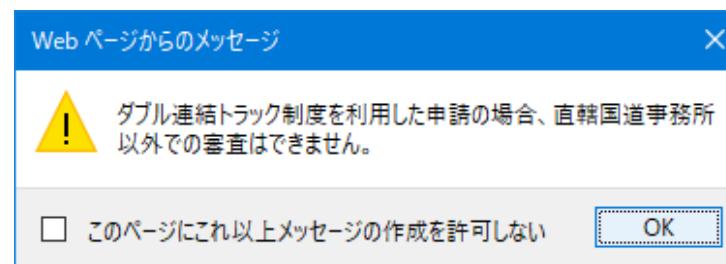 Web ページからのメッセージ
ダブル連結トラック制度を利用した申請の場合、直轄国道事務所
以外での審査はできません。
このページにこれ以上メッセージの作成を許可しない
OK